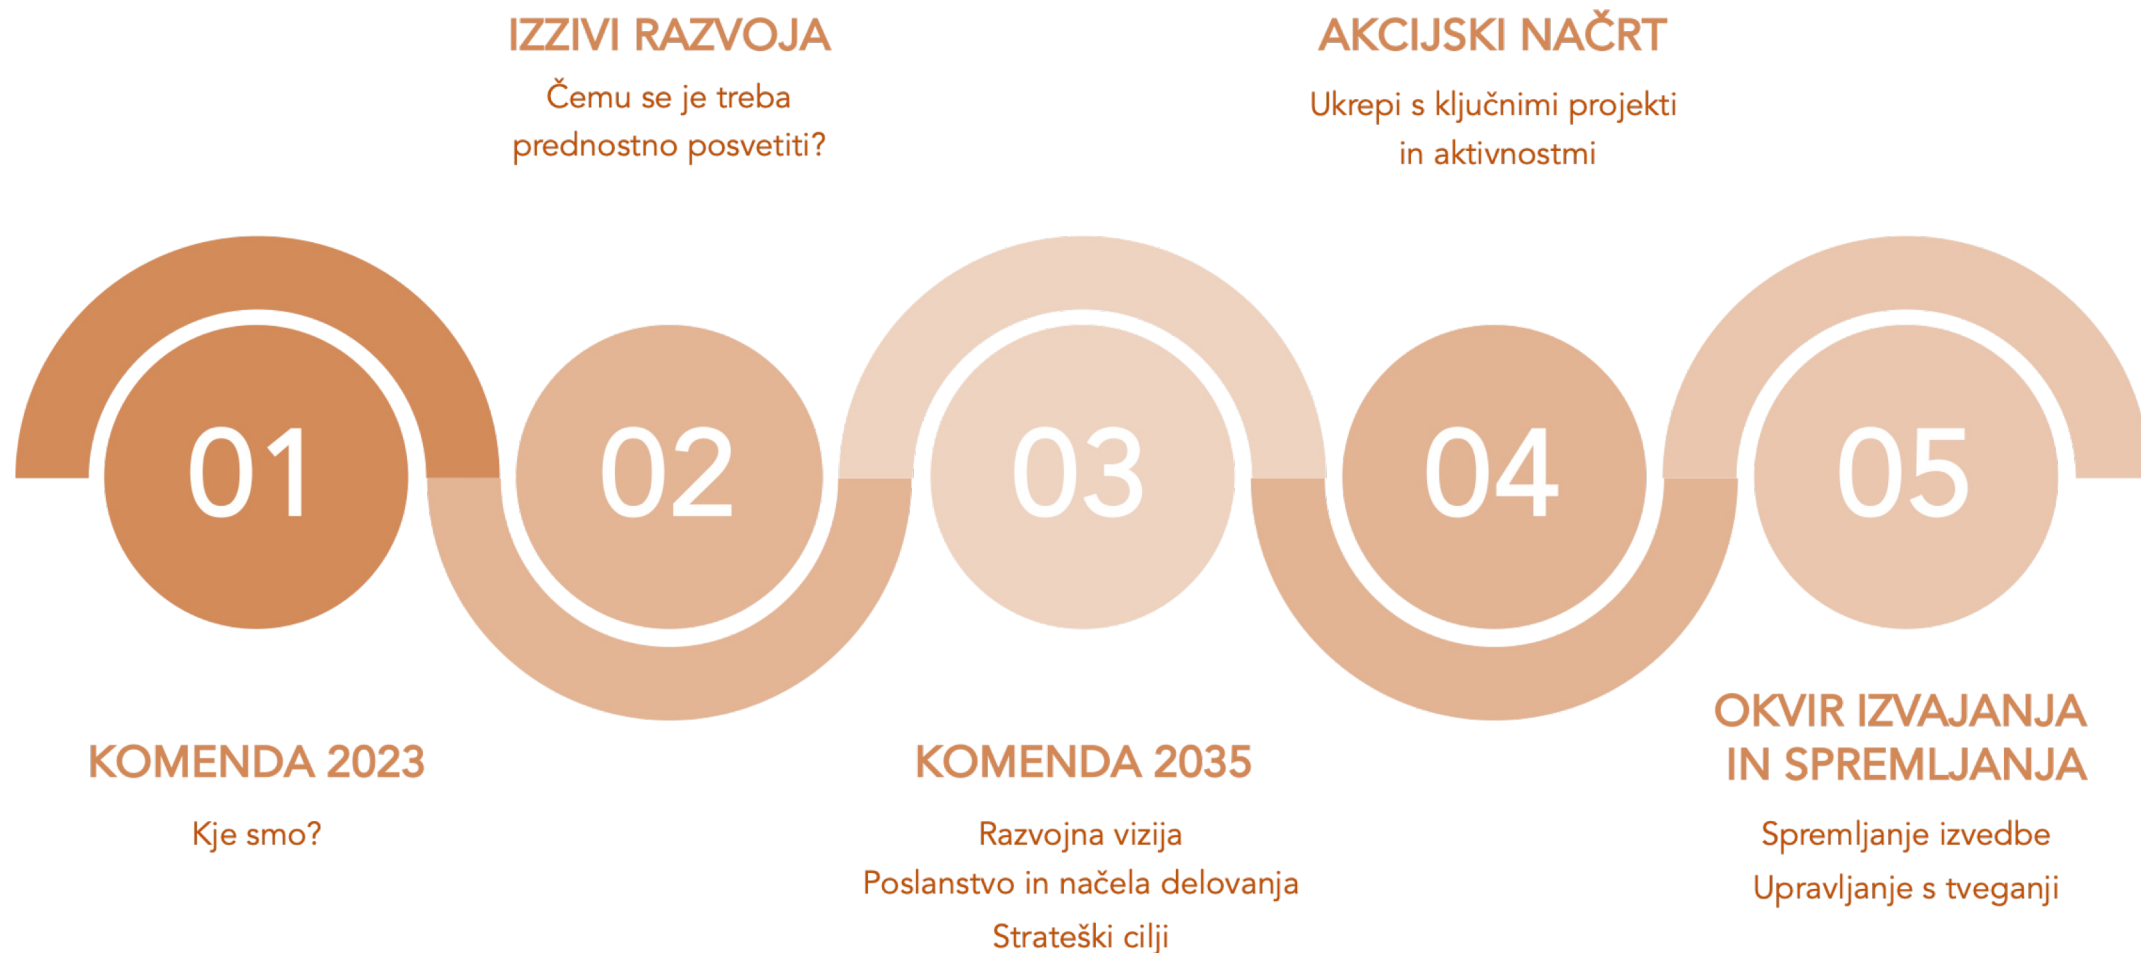 01
KOMENDA 2023
Kje smo?
02
IZZIVI RAZVOJA
Čemu se je treba
prednostno posvetiti?
03
KOMENDA 2035
Razvojna vizija
Poslanstvo in načela delovanja
Strateški cilji
04
AKCIJSKI NAČRT
Ukrepi s ključnimi projekti
in aktivnostmi
05
OKVIR IZVAJANJA
IN SPREMLJANJA
Spremljanje izvedbe
Upravljanje s tveganji